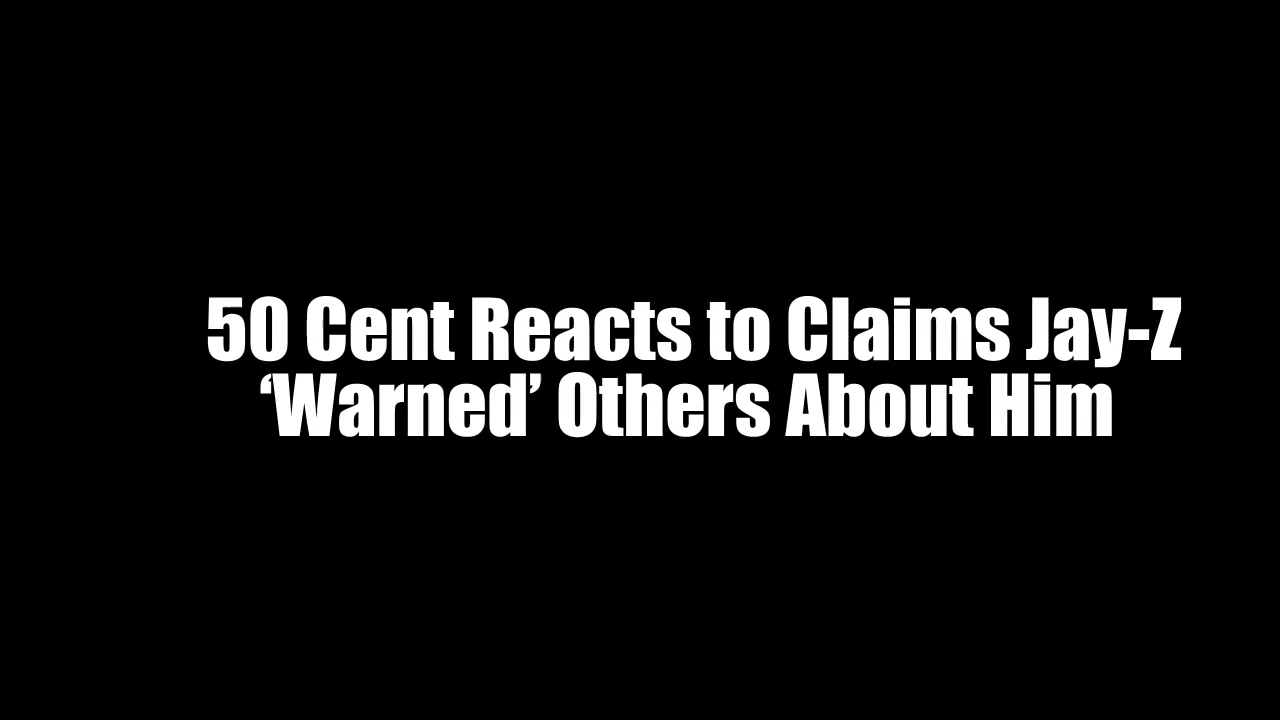 50 Cent Reacts to Claims Jay-Z
‘Warned’ Others About Him